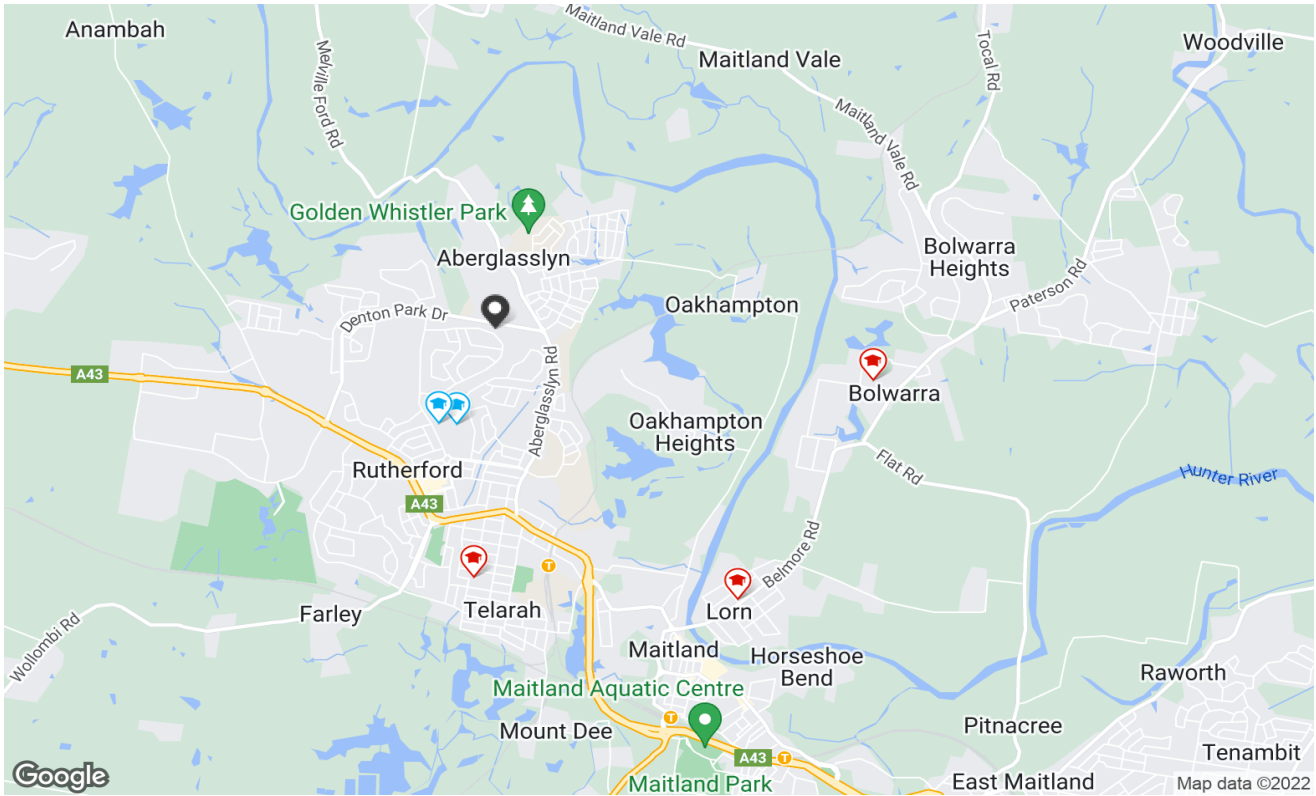 Anambah
Maitland Vale Rd
Maitland Vale
Tocal Rd
Woodville
Melville Ford Rd
Maitland Vale Rd
Golden Whistler Park
Aberglasslyn
Bolwarra
Heights
Paterson Rd
Oakhampton
Denton Park Dr
A43
Aberglasslyn Rd
Bolwarra
Oakhampton
Heights
Rutherford
Flat Rd
Hunter River
A43
T
Belmore Rd
Telarah
Farley
Lorn
Wollombi Rd
Maitland
Horseshoe
Bend
Raworth
Maitland Aquatic Centre
T
Mount Dee
Pitnacree
Tenambit
A43
T
Maitland Park
East Maitland
Google
Map data ©2022